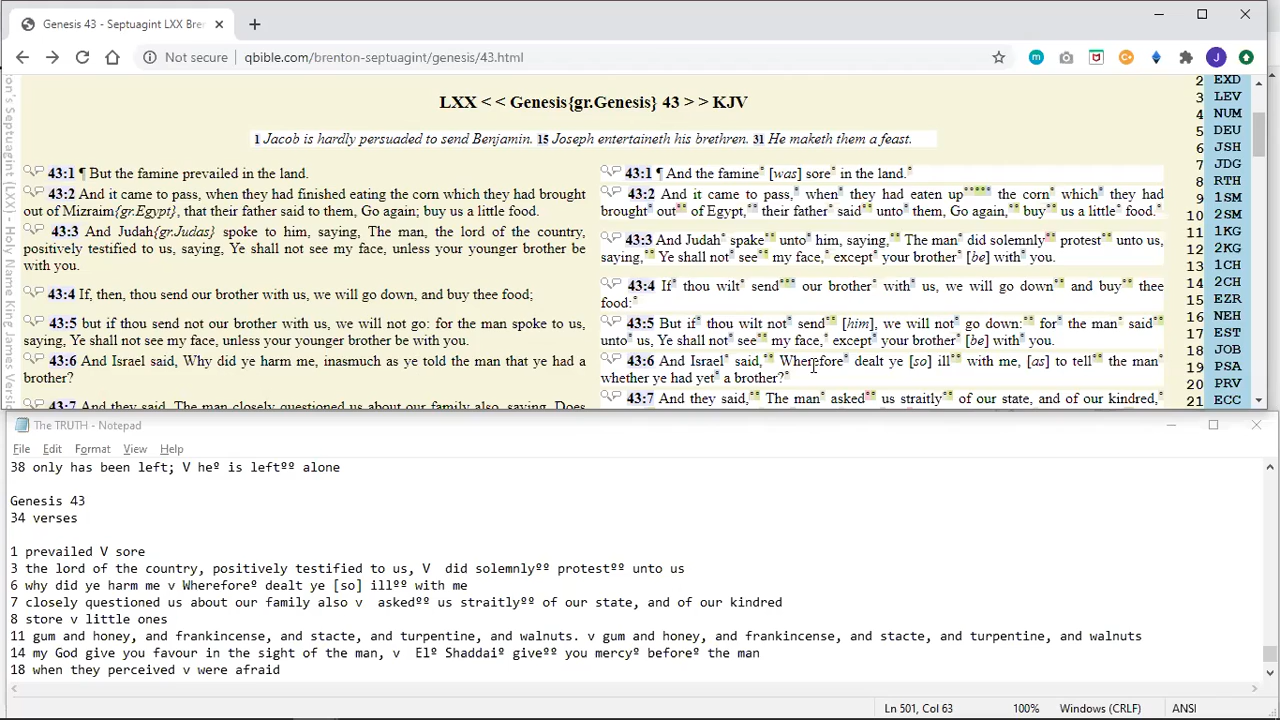 Genesis 43 - Septuagint LXX Bre
Not secure
qbible.com/brenton-septuagint/genesis/43.html
LXX < < Genesis{gr.Genesis} 43 > > KJV
1 Jacob is hardly persuaded to send Benjamin. 15 Joseph entertaineth his brethren. 31 He maketh them a feast.
43:1 ¶ But the famine prevailed in the land.
43:2 And it came to pass, when they had finished eating the corn which they had brought
out of Mizraim{gr.Egypt}, that their father said to them, Go again; buy us a little food.
43:3 And Judah{gr.Judas} spoke to him, saying, The man, the lord of the country,
positively testified to us, saying, Ye shall not see my face, unless your younger brother be
with you.
43:4 If, then, thou send our brother with us, we will go down, and buy thee food;
43:5 but if thou send not our brother with us, we will not go: for the man spoke to us,
saying, Ye shall not see my face, unless your younger brother be with you.
43:6 And Israel said, Why did ye harm me, inasmuch as ye told the man that ye had a
brother?
43:7 And they said, The man closely questioned us about our family also, saying, Does
43:1 ¶ And the famine [was] sore in the land.
43:2 And it came to pass, when they had eaten up the corn which they had
brought out of Egypt, their father said unto them, Go again, buy us a little food.
43:3 And Judah spake unto him, saying, The man did solemnly protest unto us,
saying, Ye shall not see my face, except your brother [be] with you.
43:4 If thou wilt send our brother with us, we will go down and buy thee
food:
43:5 But if thou wilt not send [him], we will not go down: for the man said
unto us, Ye shall not see my face, except your brother [be] with you.
43:6 And Israel said, Wherefore dealt ye [so] ill with me, [as] to tell the man
whether ye had yet a brother?
43:7 And they said, The man asked us straitly of our state, and of our kindred,
2 EXD
3 LEV
4 NUM
5 DEU
6 JSH
7 JDG
8 RTH
9 1SM
10 2SM
11 1KG
12 2KG
13 1CH
14 2CH
15 EZR
16 NEH
17 EST
18 JOB
19 PSA
20 PRV
21 ECC
on's Septuagint (LXX) - Holy Name King James Version
The TRUTH - Notepad
File Edit Format View Help
38 only has been left; V heº is leftºº alone
Genesis 43
34 verses
1 prevailed V sore
3 the lord of the country, positively testified to us, V  did solemnlyºº protestºº unto us
6 why did ye harm me v Whereforeº dealt ye [so] illºº with me
7 closely questioned us about our family also v  askedºº us straitlyºº of our state, and of our kindred
8 store v little ones
11 gum and honey, and frankincense, and stacte, and turpentine, and walnuts. v gum and honey, and frankincense, and stacte, and turpentine, and walnuts
14 my God give you favour in the sight of the man, v  Elº Shaddaiº giveºº you mercyº beforeº the man
18 when they perceived v were afraid
Ln 501, Col 63
100%
Windows (CRLF)
ANSI